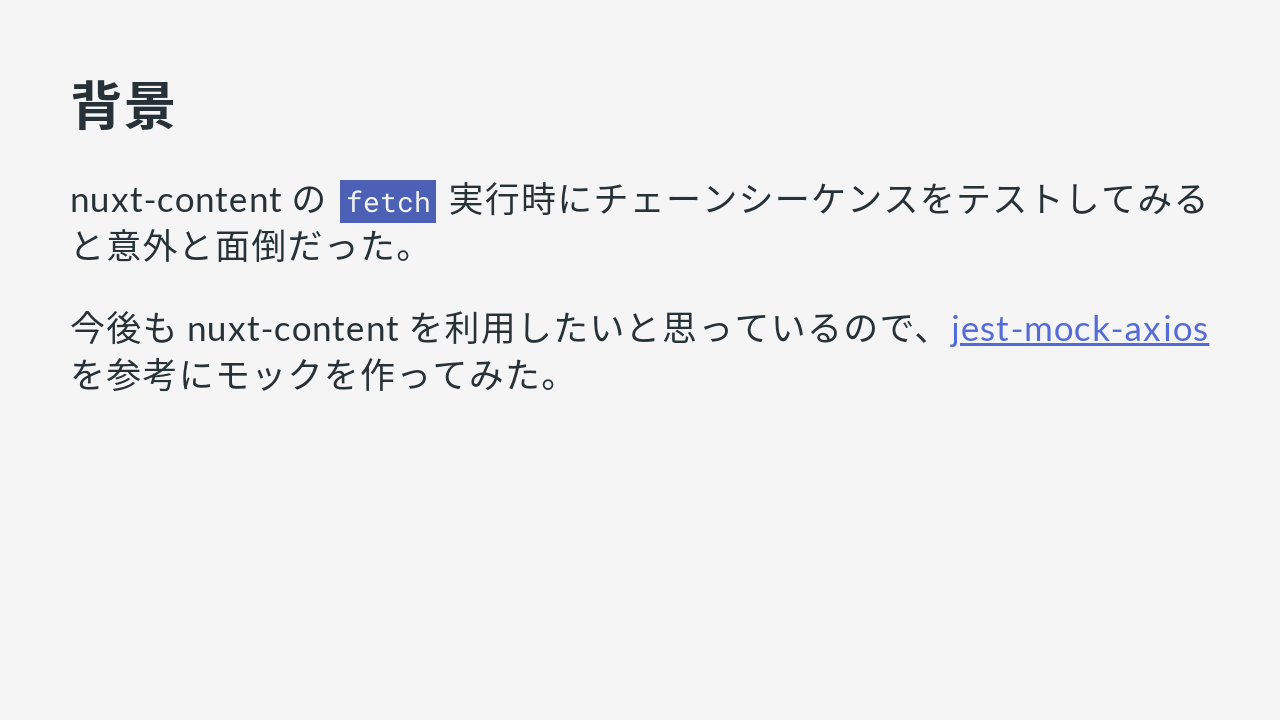 背景
nuxt-content の fetch 実行時にチェーンシーケンスをテストしてみる
と意外と面倒だった。
今後も nuxt-content を利用したいと思っているので、jest-mock-axios
を参考にモックを作ってみた。